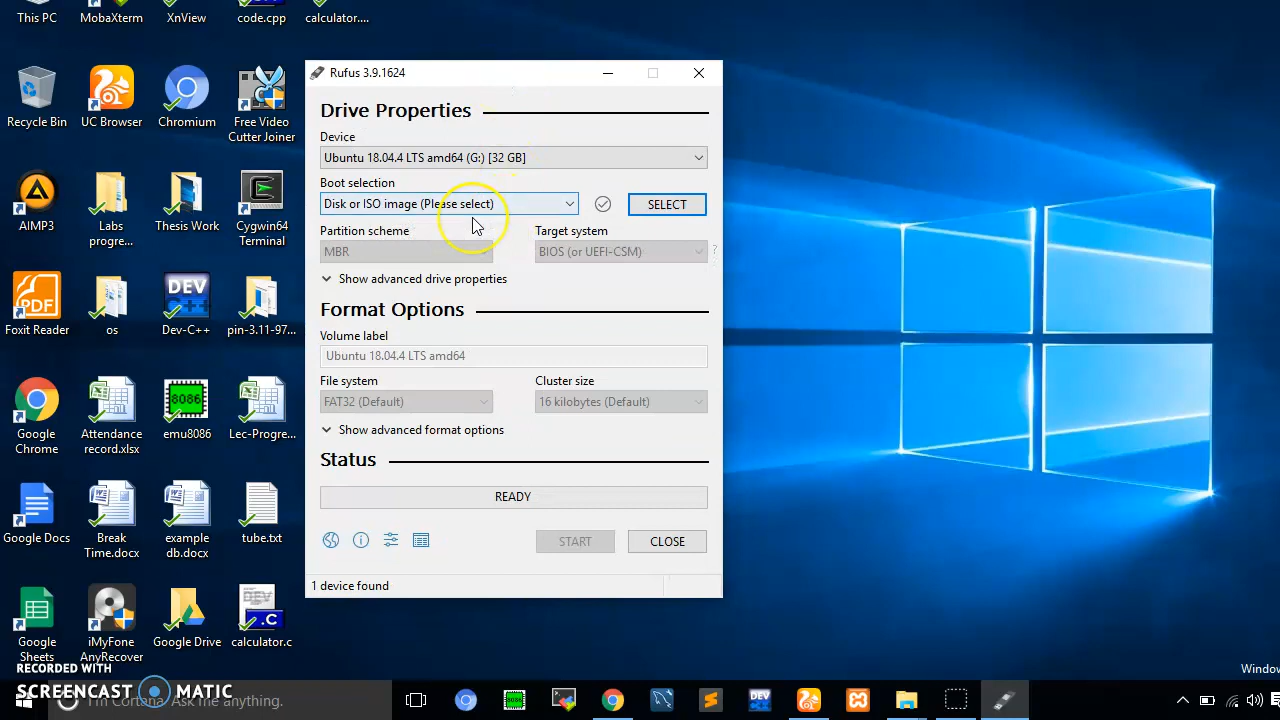 This PC
MobaXterm
XnView
code.cpp
calculator....
Recycle Bin
UC Browser
Chromium
Free Video
Cutter Joiner
AIMP3
Labs
progre...
Thesis Work
Cygwin64
Terminal
PDF
DEV
C++
Foxit Reader
os
Dev-C++
pin-3.11-97...
8086
Google
Chrome
Attendance
record.xlsx
emu8086
Lec-Progre...
Google Docs
Break
Time.docx
example
db.docx
tube.txt
DEV
.C
Google
Sheets
iMyFone
AnyRecover
Google Drive
calculator.c
Rufus 3.9.1624
Drive Properties
Device
Ubuntu 18.04.4 LTS amd64 (G:) [32 GB]
Boot selection
Disk or ISO image (Please select)
SELECT
Partition scheme
Target system
MBR
BIOS (or UEFI-CSM)
?
Show advanced drive properties
Format Options
Volume label
Ubuntu 18.04.4 LTS amd64
File system
Cluster size
FAT32 (Default)
16 kilobytes (Default)
Show advanced format options
Status
READY
START
CLOSE
1 device found
RECORDED WITH
SCREENCAST MATIC
I'm Cortana. Ask me anything.
DEV
Window